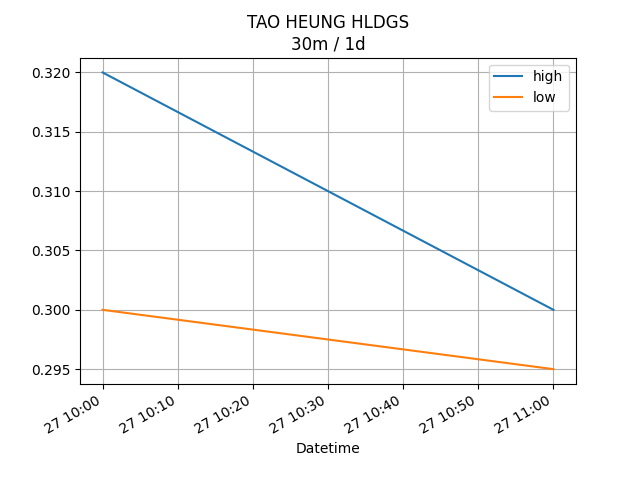 TAO HEUNG HLDGS
30m / 1d
high
low
0.320
0.315
0.310
0.305
0.300
0.295
27 10:00
27 10:10
27 10:20
27 10:30
27 10:40
27 10:50
27 11:00
Datetime